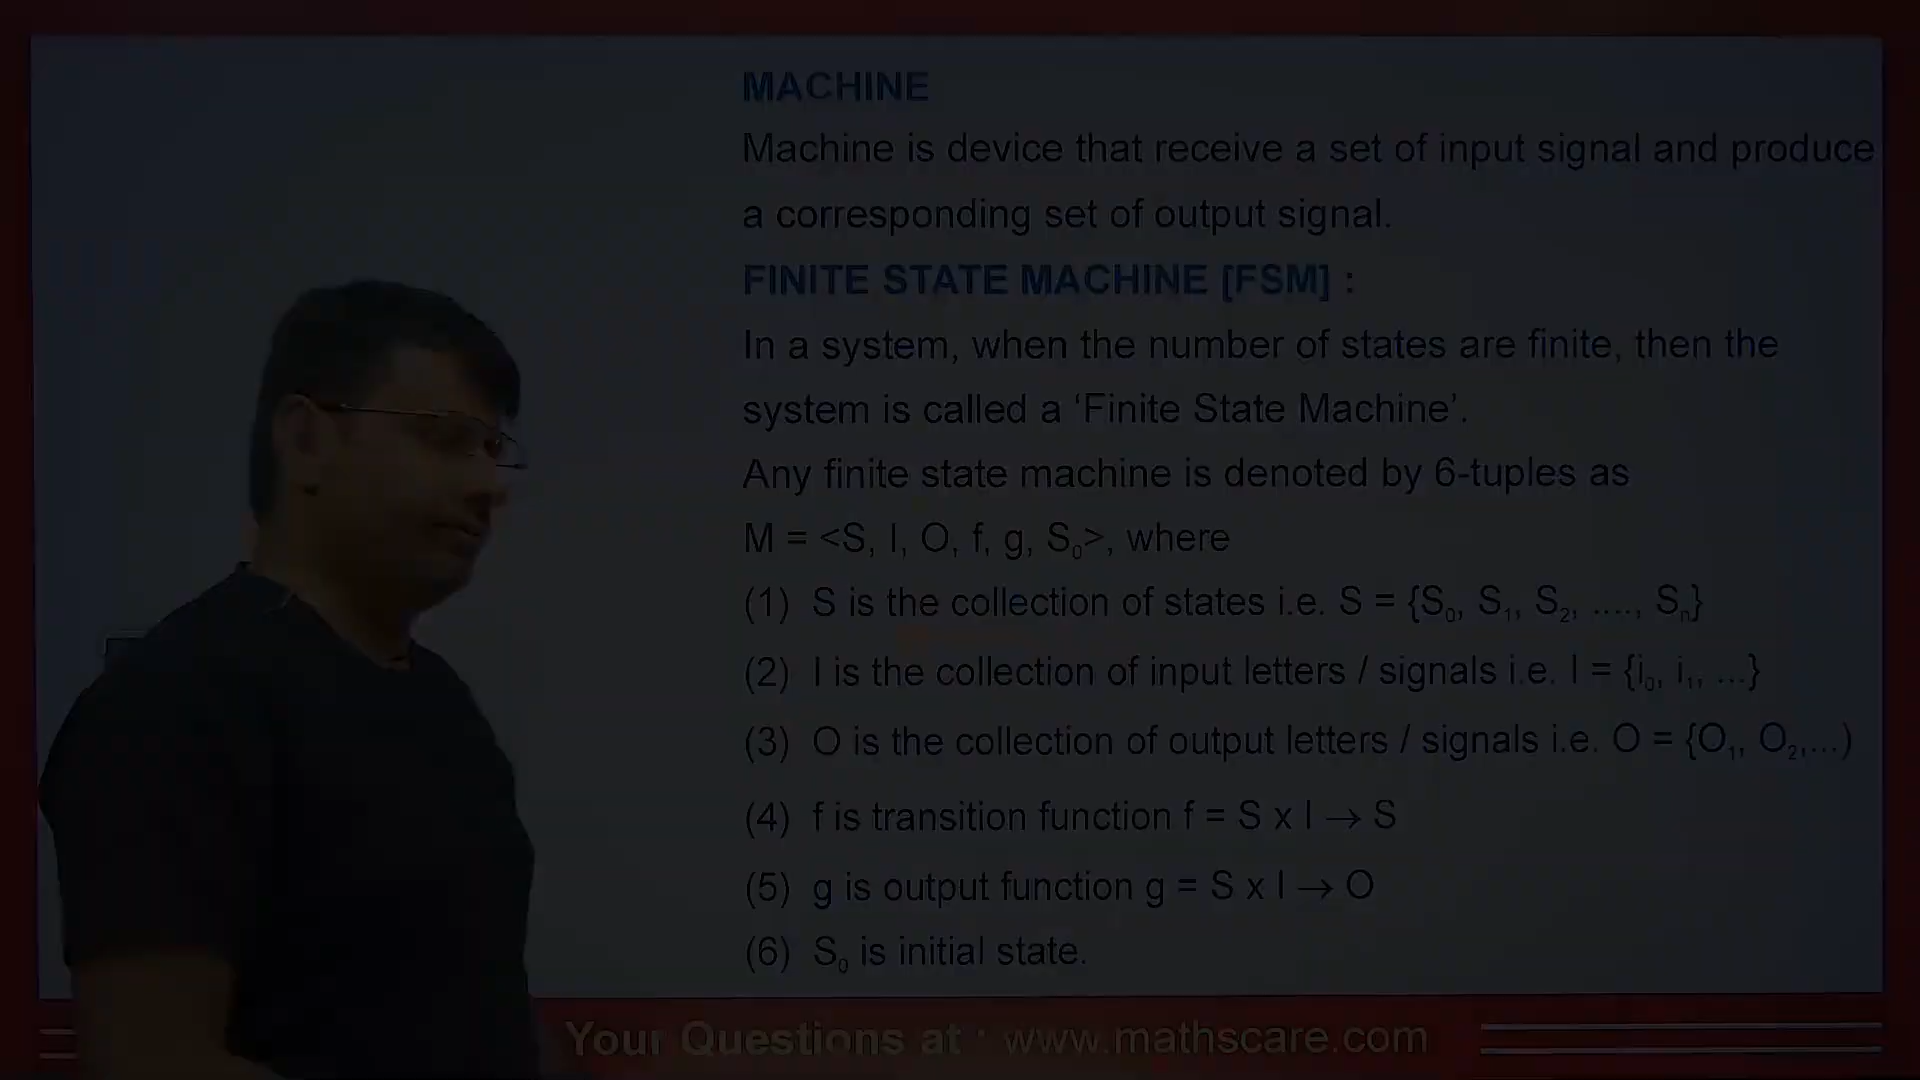 MACHINE
Machine is device that receive a set of input signal and produce
a corresponding set of output signal.
FINITE STATE MACHINE [FSM] :
In a system, when the number of states are finite, then the
system is called a ‘Finite State Machine’.
Any finite state machine is denoted by 6-tuples as
M = <S, I, O, f, g, S₀>, where
(1) S is the collection of states i.e. S = {S₀, S₁, S₂, ...., Sₙ}
(2) I is the collection of input letters / signals i.e. I = {i₀, i₁, ...}
(3) O is the collection of output letters / signals i.e. O = {O₁, O₂,...)
(4) f is transition function f = S x I → S
(5) g is output function g = S x I → O
(6) S₀ is initial state.
Your Questions at : www.mathscare.com